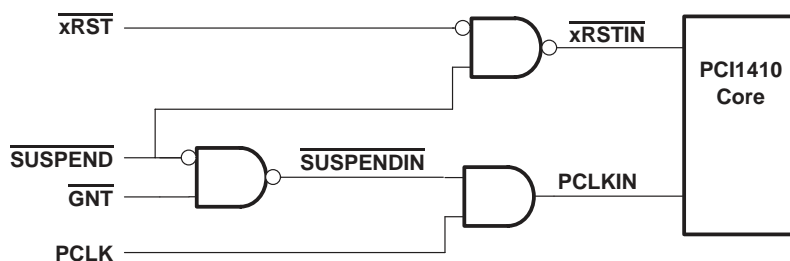 xRST
xRSTIN
PCI1410
Core
SUSPEND
SUSPENDIN
GNT
PCLKIN
PCLK